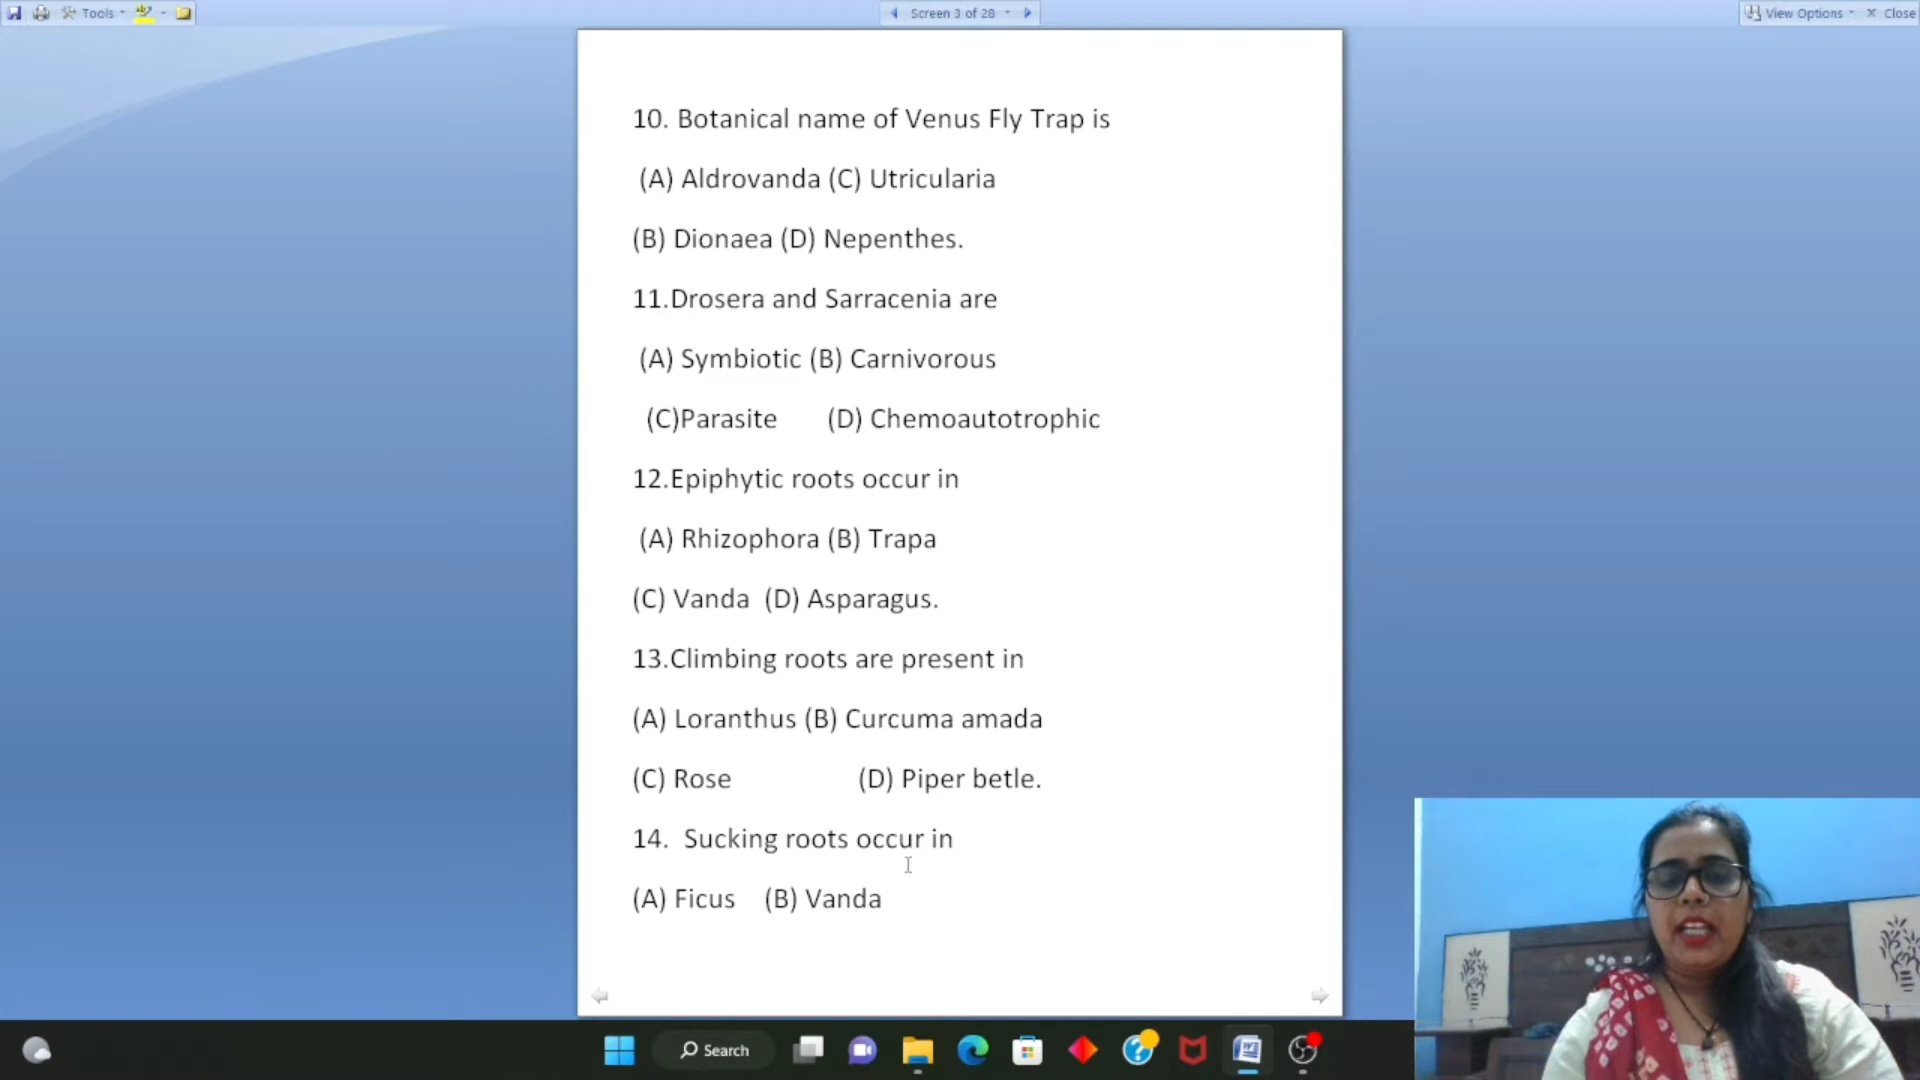 Tools
Screen 3 of 28
View Options
Close
10. Botanical name of Venus Fly Trap is
(A) Aldrovanda (C) Utricularia
(B) Dionaea (D) Nepenthes.
11.Drosera and Sarracenia are
(A) Symbiotic (B) Carnivorous
(C)Parasite (D) Chemoautotrophic
12.Epiphytic roots occur in
(A) Rhizophora (B) Trapa
(C) Vanda (D) Asparagus.
13.Climbing roots are present in
(A) Loranthus (B) Curcuma amada
(C) Rose (D) Piper betle.
14. Sucking roots occur in
(A) Ficus (B) Vanda
Search